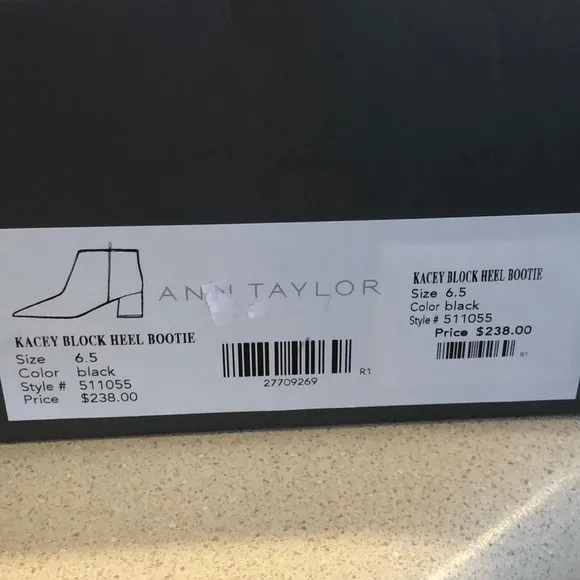 ANN TAYLOR
KACEY BLOCK HEEL BOOTIE
Size 6.5
Color black
Style # 511055
Price $238.00
27709269
R1
KACEY BLOCK HEEL BOOTIE
Size 6.5
Color black
Style # 511055
Price $238.00
R1